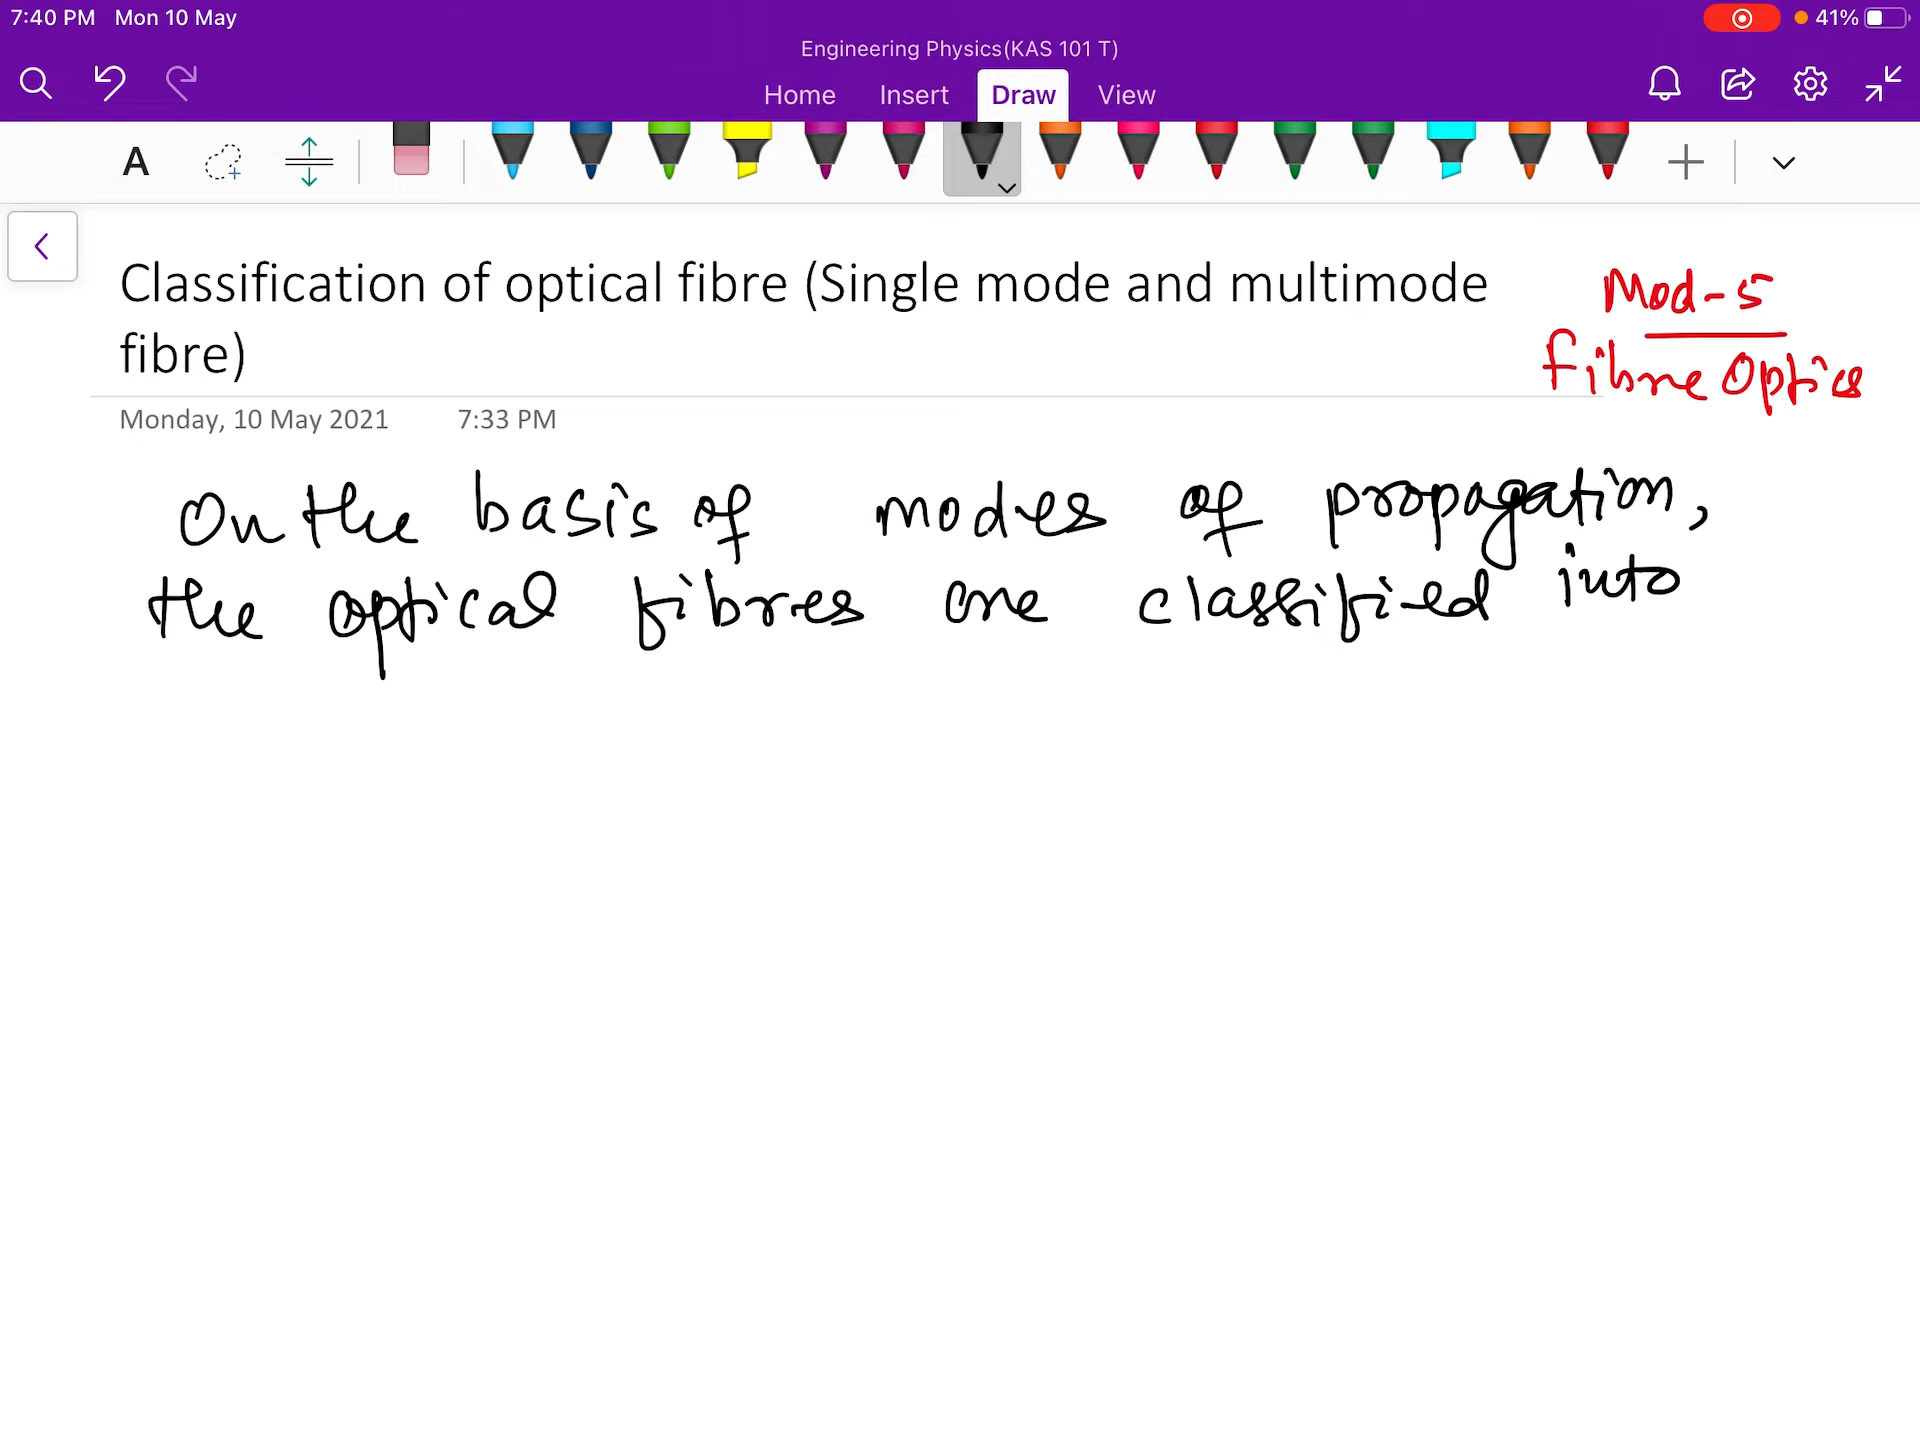 7:40 PM Mon 10 May
41%
Engineering Physics(KAS 101 T)
Home Insert Draw View
A
Classification of optical fibre (Single mode and multimode
fibre)
Mod-5
Fibre Optics
Monday, 10 May 2021 7:33 PM
On the basis of modes of propagation,
the optical fibres are classified into